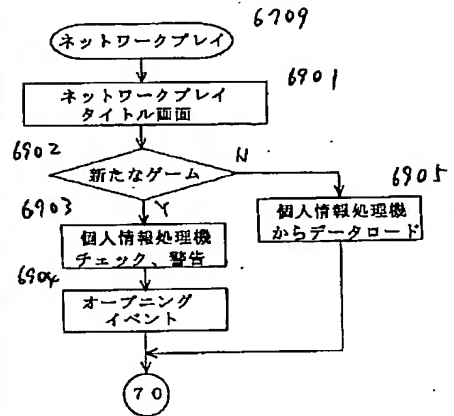 6709
ネットワークプレイ
6901
ネットワークプレイ
タイトル画面
6902
新たなゲーム
N
Y
6903
個人情報処理機
チェック、警告
6905
個人情報処理機
からデータロード
6904
オープニング
イベント
70